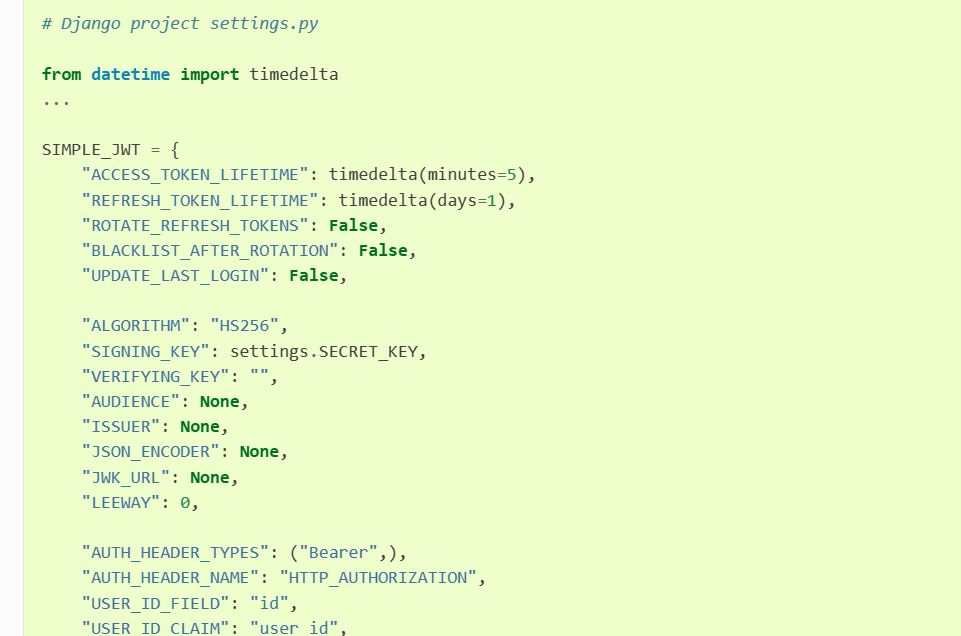 # Django project settings.py
from datetime import timedelta
...
SIMPLE_JWT = {
    "ACCESS_TOKEN_LIFETIME": timedelta(minutes=5),
    "REFRESH_TOKEN_LIFETIME": timedelta(days=1),
    "ROTATE_REFRESH_TOKENS": False,
    "BLACKLIST_AFTER_ROTATION": False,
    "UPDATE_LAST_LOGIN": False,
    "ALGORITHM": "HS256",
    "SIGNING_KEY": settings.SECRET_KEY,
    "VERIFYING_KEY": "",
    "AUDIENCE": None,
    "ISSUER": None,
    "JSON_ENCODER": None,
    "JWK_URL": None,
    "LEEWAY": 0,
    "AUTH_HEADER_TYPES": ("Bearer",),
    "AUTH_HEADER_NAME": "HTTP_AUTHORIZATION",
    "USER_ID_FIELD": "id",
    "USER_ID_CLAIM": "user_id",